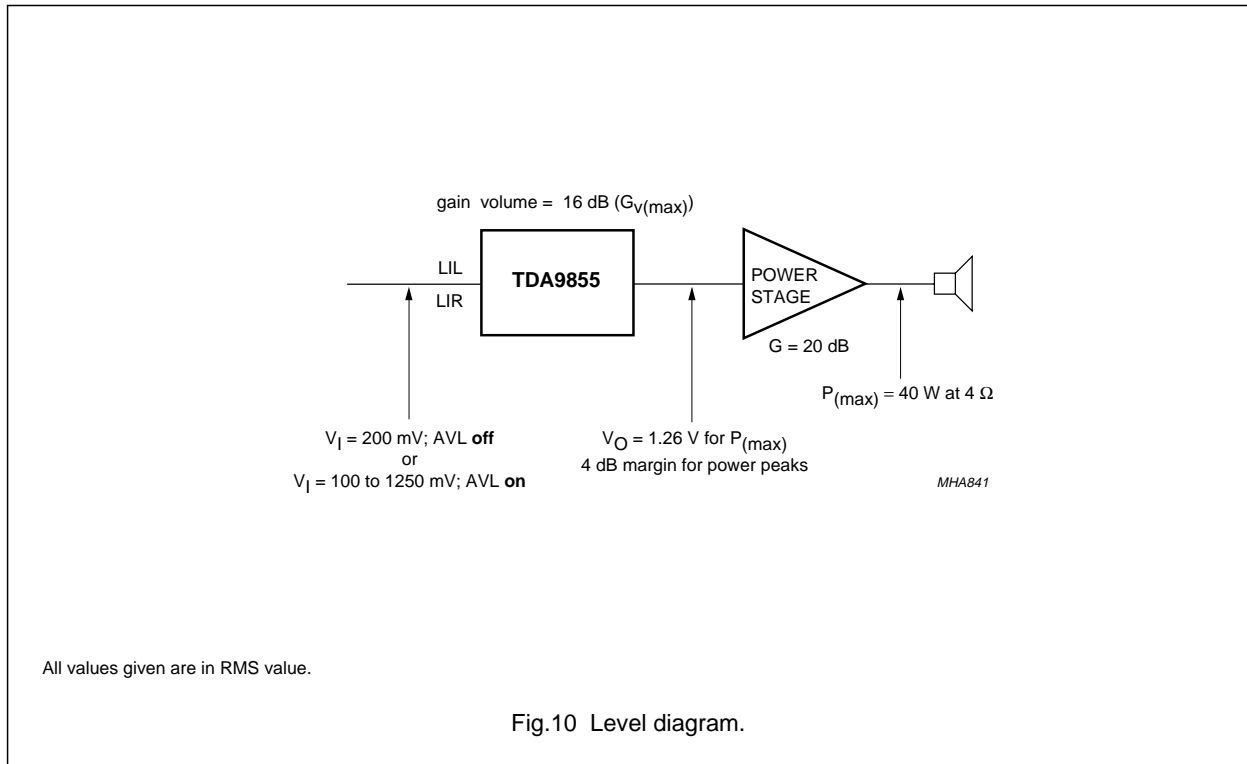 gain volume = 16 dB (Gv(max))
LIL
LIR
TDA9855
POWER
STAGE
G = 20 dB
P(max) = 40 W at 4 Ω
VI = 200 mV; AVL off
or
VI = 100 to 1250 mV; AVL on
VO = 1.26 V for P(max)
4 dB margin for power peaks
MHA841
All values given are in RMS value.
Fig.10 Level diagram.